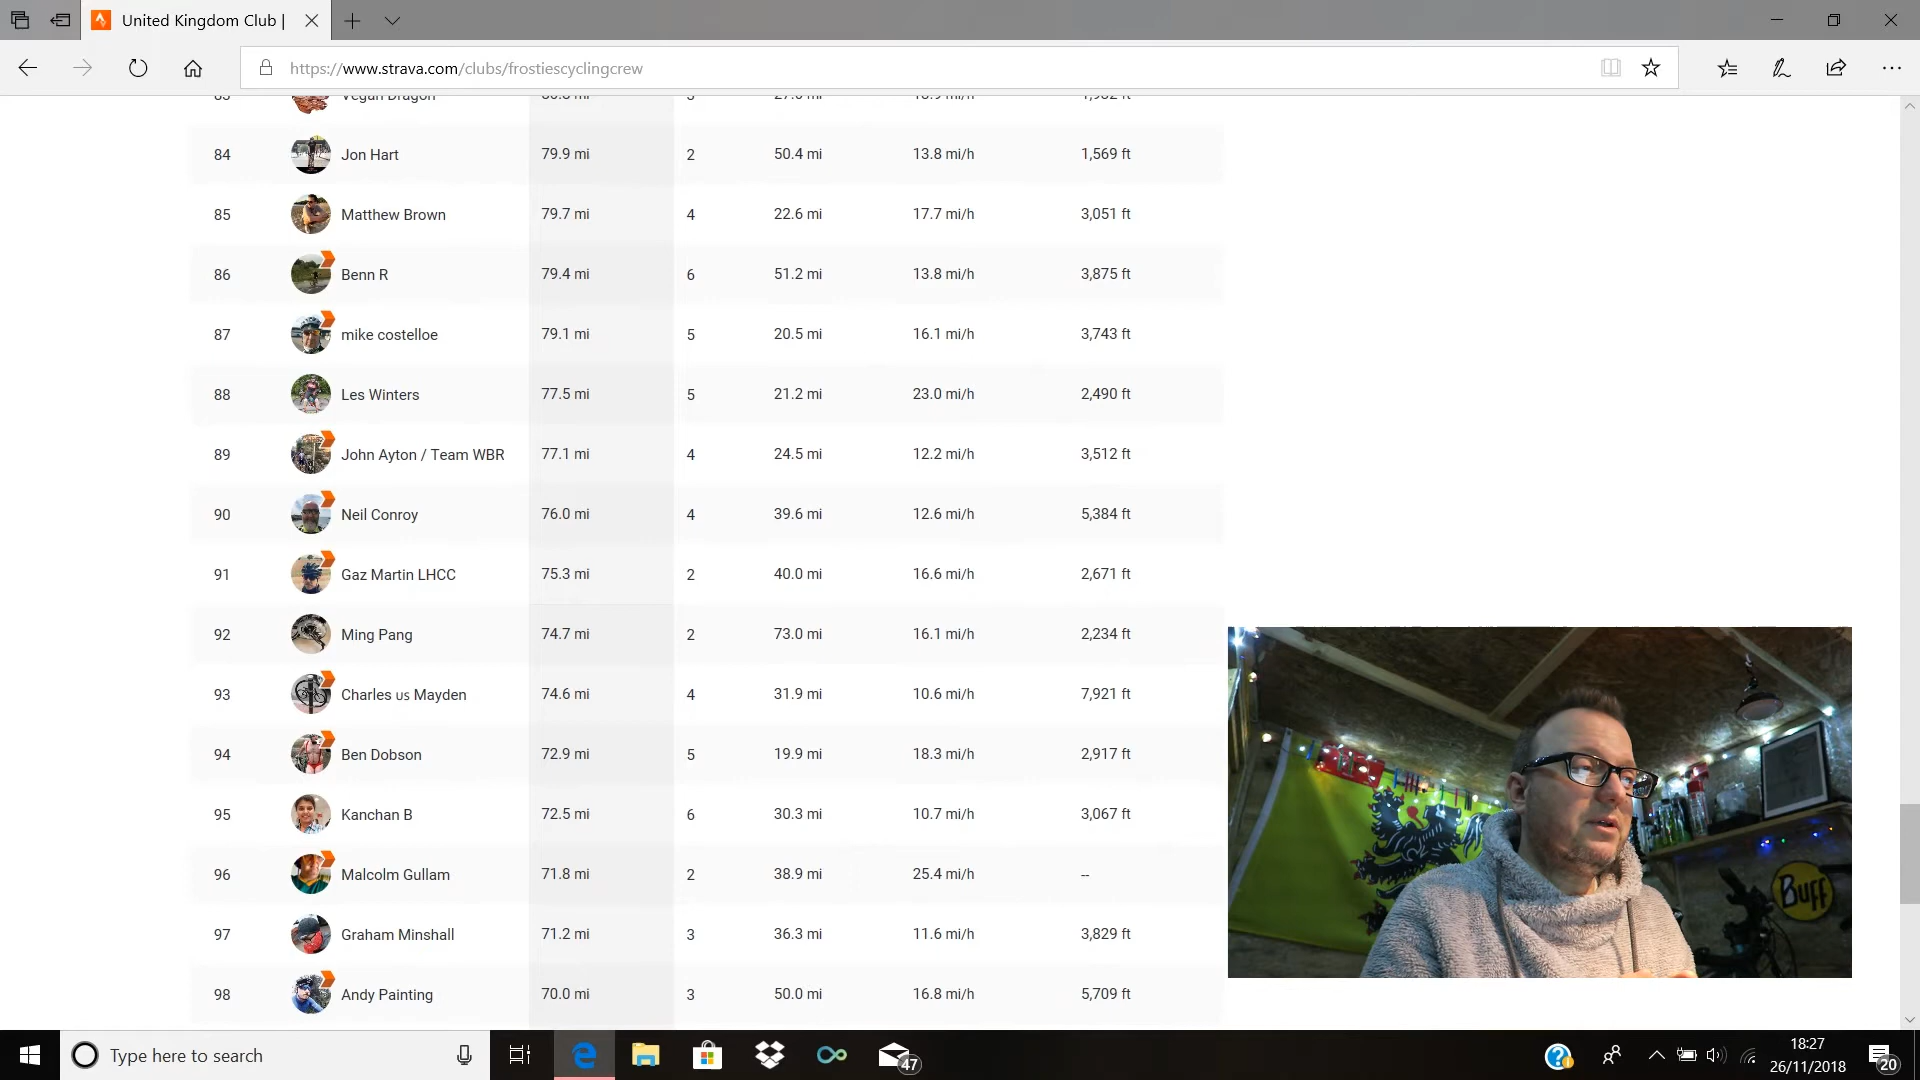 United Kingdom Club |
https://www.strava.com/clubs/frostiescyclingcrew
83 Vegan Dragon
84 Jon Hart 79.9 mi 2 50.4 mi 13.8 mi/h 1,569 ft
85 Matthew Brown 79.7 mi 4 22.6 mi 17.7 mi/h 3,051 ft
86 Benn R 79.4 mi 6 51.2 mi 13.8 mi/h 3,875 ft
87 mike costelloe 79.1 mi 5 20.5 mi 16.1 mi/h 3,743 ft
88 Les Winters 77.5 mi 5 21.2 mi 23.0 mi/h 2,490 ft
89 John Ayton / Team WBR 77.1 mi 4 24.5 mi 12.2 mi/h 3,512 ft
90 Neil Conroy 76.0 mi 4 39.6 mi 12.6 mi/h 5,384 ft
91 Gaz Martin LHCC 75.3 mi 2 40.0 mi 16.6 mi/h 2,671 ft
92 Ming Pang 74.7 mi 2 73.0 mi 16.1 mi/h 2,234 ft
93 Charles us Mayden 74.6 mi 4 31.9 mi 10.6 mi/h 7,921 ft
94 Ben Dobson 72.9 mi 5 19.9 mi 18.3 mi/h 2,917 ft
95 Kanchan B 72.5 mi 6 30.3 mi 10.7 mi/h 3,067 ft
96 Malcolm Gullam 71.8 mi 2 38.9 mi 25.4 mi/h --
97 Graham Minshall 71.2 mi 3 36.3 mi 11.6 mi/h 3,829 ft
98 Andy Painting 70.0 mi 3 50.0 mi 16.8 mi/h 5,709 ft
BUFF
Type here to search
47
18:27
26/11/2018
20